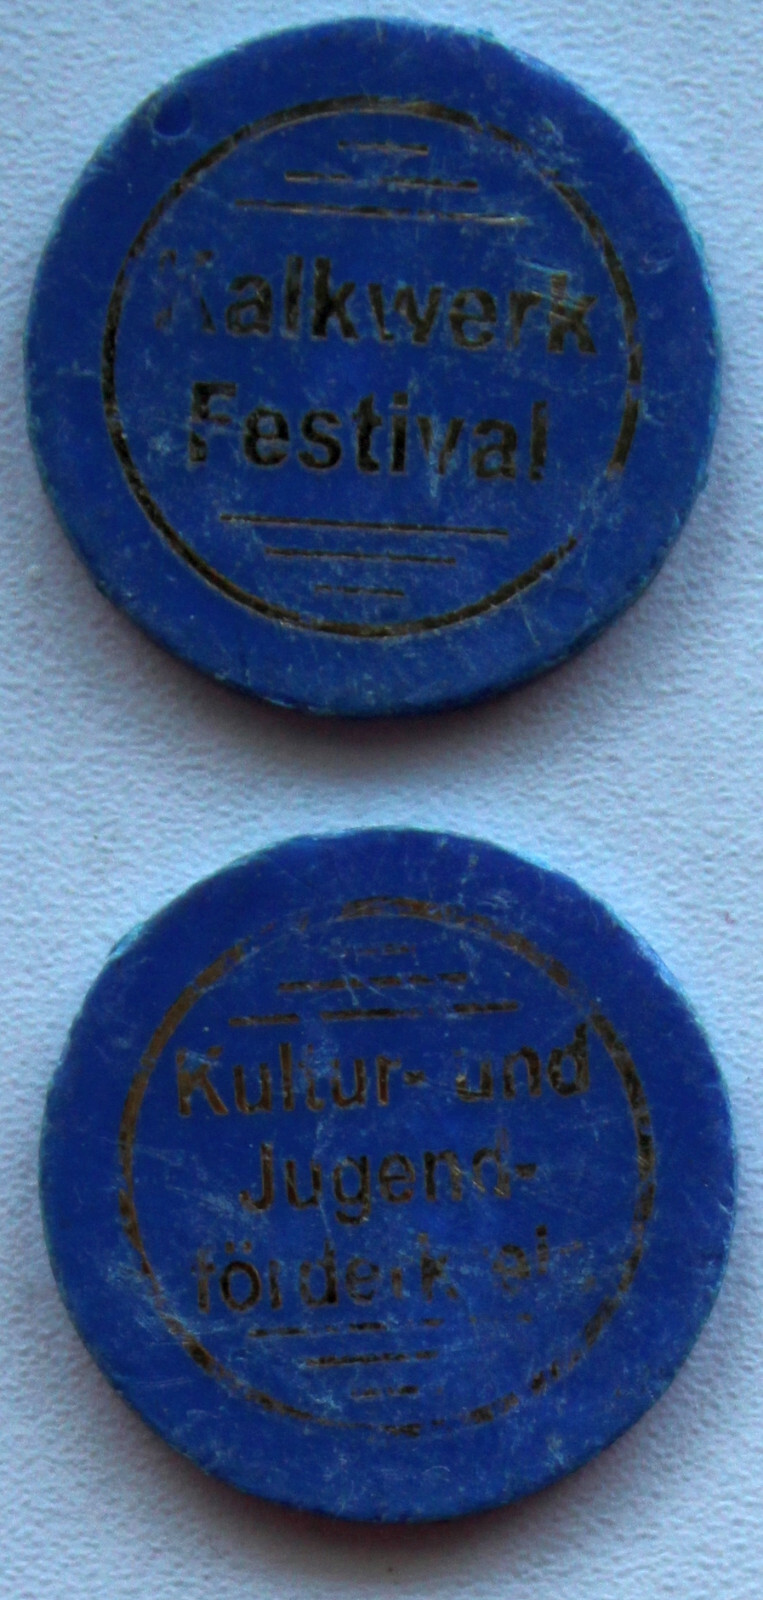 Kalkwerk
Festival
Kultur- und
Jugend-
förderkreis